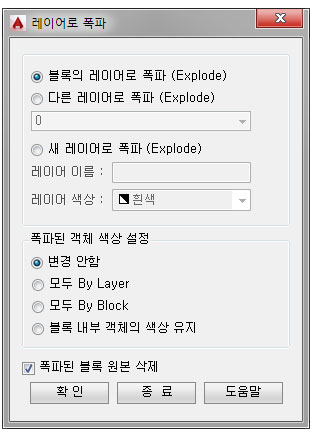 레이어로 폭파
블록의 레이어로 폭파 (Explode)
다른 레이어로 폭파 (Explode)
0
새 레이어로 폭파 (Explode)
레이어 이름 :
레이어 색상 : 흰색
폭파된 객체 색상 설정
변경 안함
모두 By Layer
모두 By Block
블록 내부 객체의 색상 유지
폭파된 블록 원본 삭제
확 인 종 료 도움말